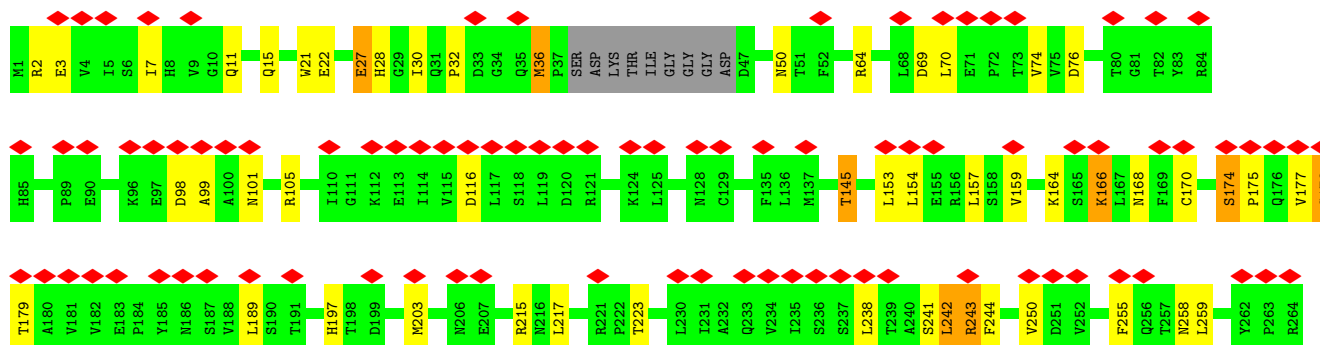 M1 R2 E3 V4 I5 S6 I7 H8 V9 G10 Q11 Q15 W21 E22 E27 H28 G29 I30 Q31 P32 D33 G34 Q35 M36 P37 SER ASP LYS THR ILE GLY GLY GLY ASP D47 N50 T51 F52 R64 L68 D69 L70 E71 P72 T73 V74 V75 D76 T80 G81 T82 Y83 R84
H85 P89 E90 K96 E97 D98 A99 A100 N101 R105 I110 G111 K112 E113 I114 V115 D116 L117 S118 L119 D120 R121 K124 L125 N128 C129 F135 L136 M137 T145 L153 L154 E155 R156 L157 S158 V159 K164 S165 K166 L167 N168 F169 C170 S174 P175 Q176 V177
T179 A180 V181 V182 E183 P184 Y185 N186 S187 V188 L189 S190 T191 H197 T198 D199 M203 N206 E207 R215 N216 L217 R221 P222 T223 L230 I231 A232 Q233 V234 I235 S236 S237 L238 T239 A240 S241 L242 R243 F244 V250 D251 V252 F255 Q256 T257 N258 L259 Y262 P263 R264